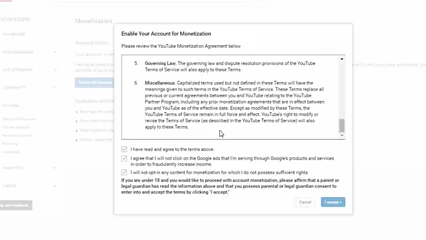 Monetization
Enable Your Account for Monetization
Please review the YouTube Monetization Agreement below.
5. Governing Law. The governing law and dispute resolution provisions of the YouTube
Terms of Service will also apply to these Terms.
6. Miscellaneous. Capitalized terms used but not defined in these Terms will have the
meanings given to such terms in the YouTube Terms of Service. These Terms replace all
previous or current agreements between you and YouTube relating to the YouTube
Partner Program, including any prior monetization agreements that are in effect between
you and YouTube as of the effective date. Except as modified by these Terms, the
YouTube Terms of Service remain in full force and effect. YouTube's right to modify or
revise the Terms of Service (as described in the YouTube Terms of Service) will also
apply to these Terms.
I have read and agree to the terms above.
I agree that I will not click on the Google ads that I'm serving through Google's products and services
in order to fraudulently increase income.
I will not opt in any content for monetization for which I do not possess sufficient rights.
If you are under 18 and you would like to proceed with account monetization, please affirm that a parent or
legal guardian has read the information above and that you possess parental or legal guardian consent to
enter into and accept the terms by clicking "I accept."
Cancel
I accept